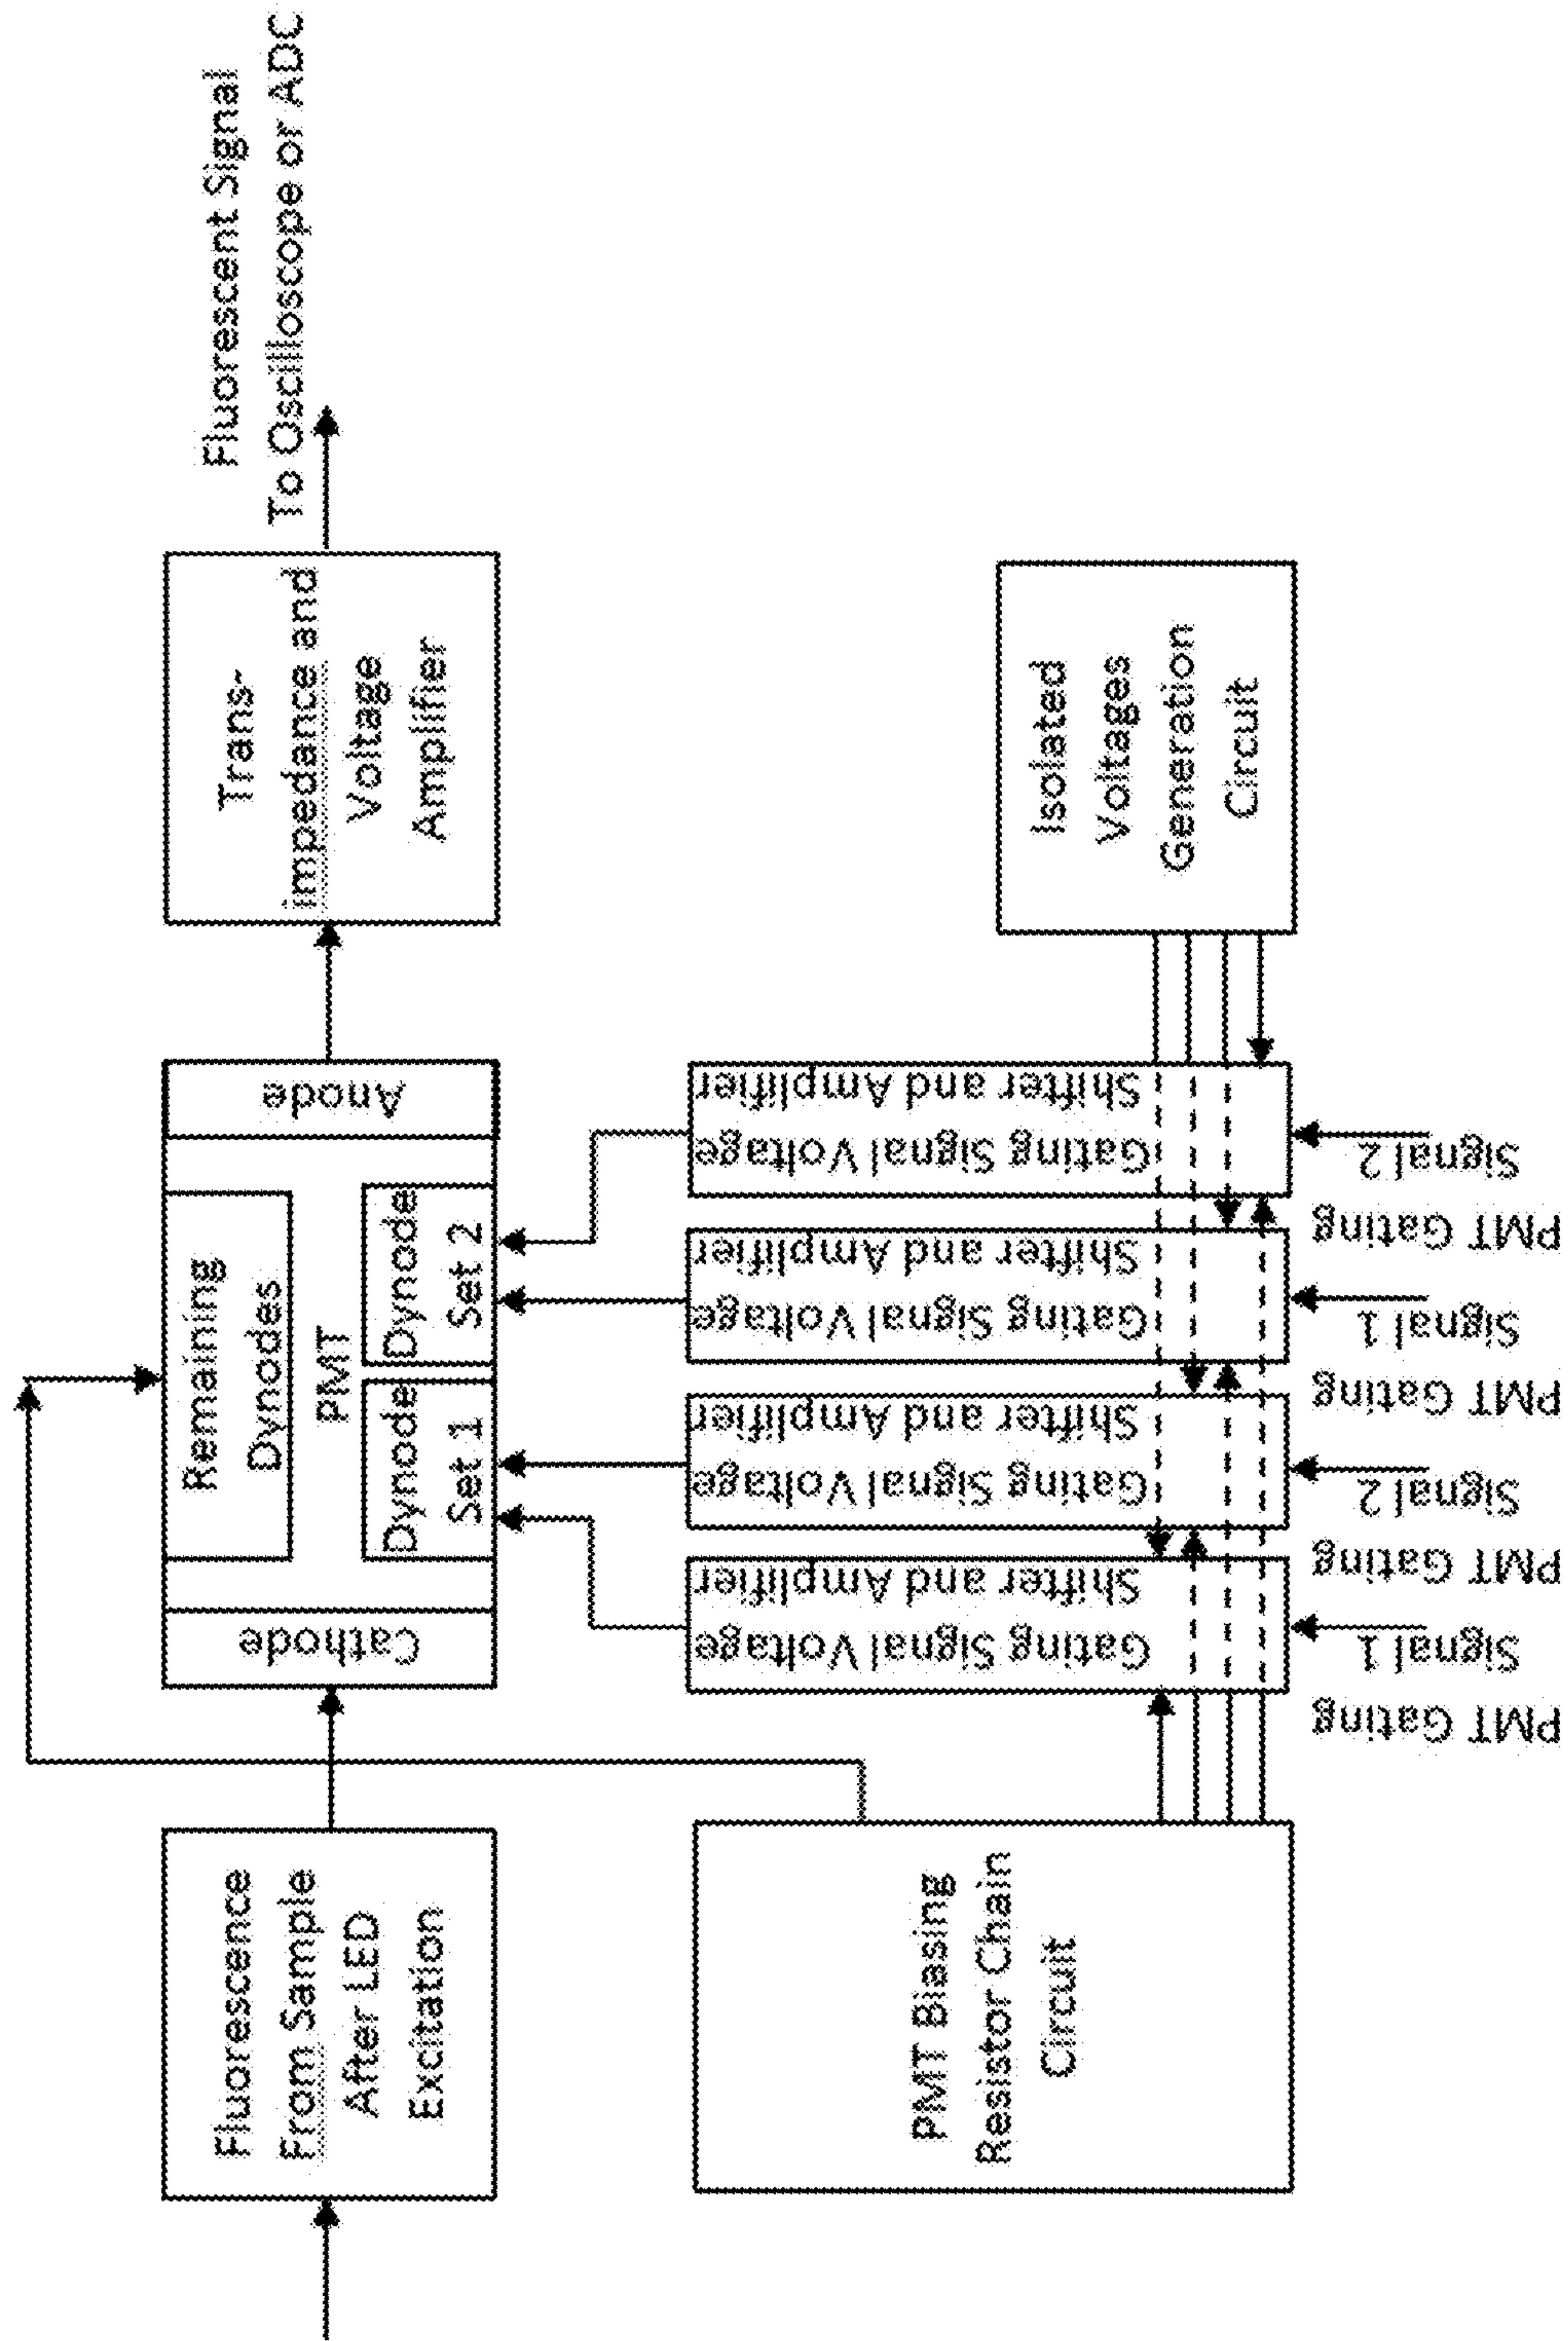 Fluorescence
From Sample
After LED
Excitation
Cathode
Remaining
Dynodes
PMT
Dynode
Set 1
Dynode
Set 2
Anode
Trans-
impedance and
Voltage
Amplifier
Fluorescent Signal
To Oscilloscope or ADC
PMT Biasing
Resistor Chain
Circuit
Gating Signal Voltage
Shifter and Amplifier
Gating Signal Voltage
Shifter and Amplifier
Gating Signal Voltage
Shifter and Amplifier
Gating Signal Voltage
Shifter and Amplifier
Isolated
Voltages
Generation
Circuit
PMT Gating
Signal 1
PMT Gating
Signal 2
PMT Gating
Signal 1
PMT Gating
Signal 2